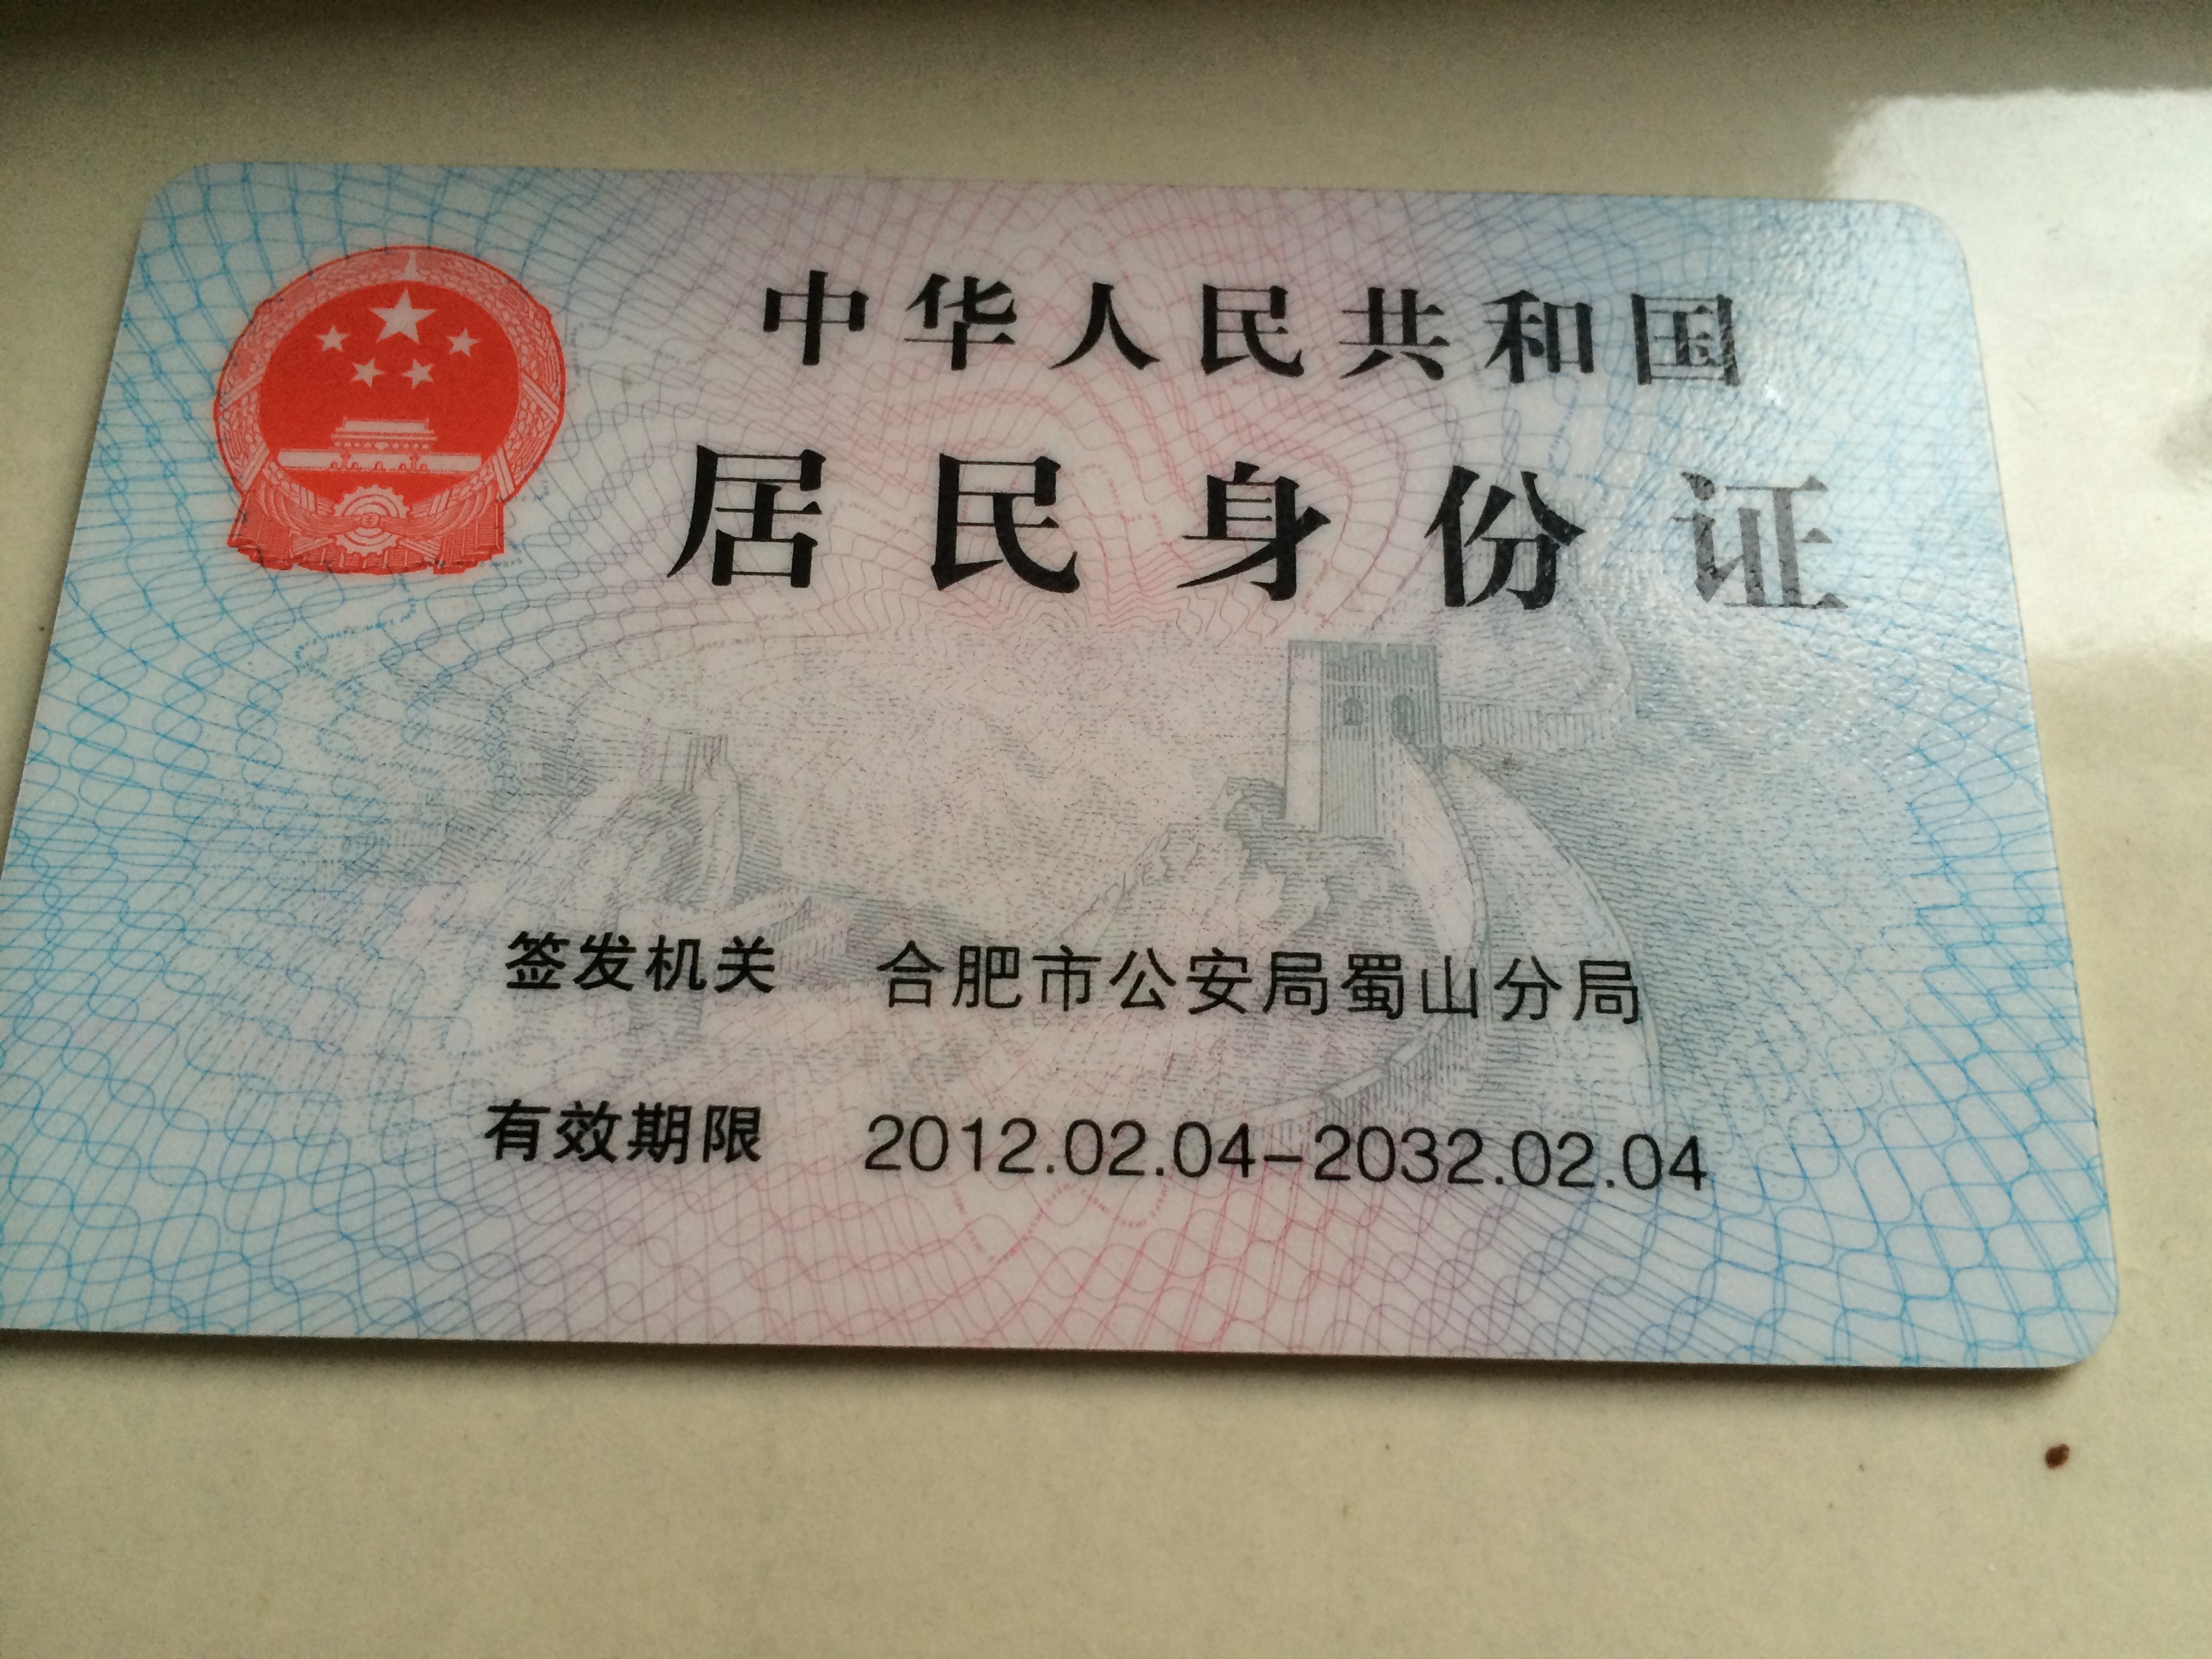 中华人民共和国
居民身份证
签发机关 合肥市公安局蜀山分局
有效期限 2012.02.04-2032.02.04